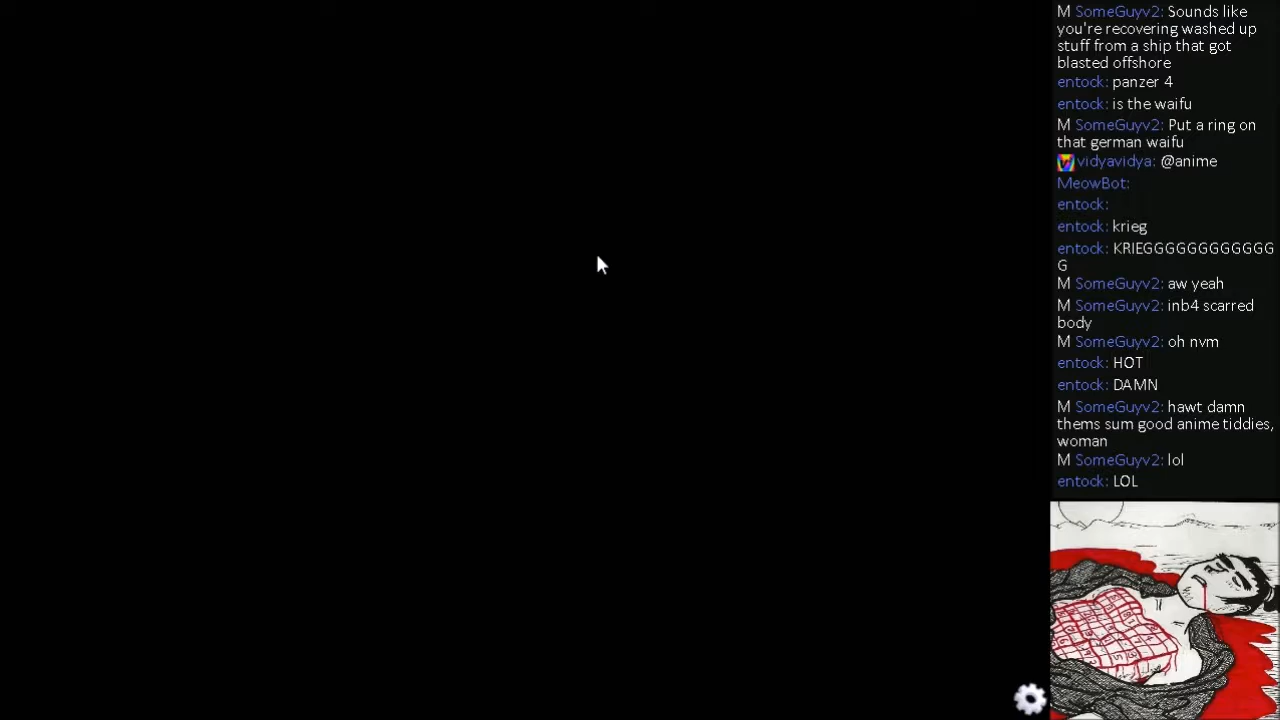 M SomeGuyv2: Sounds like
you're recovering washed up
stuff from a ship that got
blasted offshore
entock: panzer 4
entock: is the waifu
M SomeGuyv2: Put a ring on
that german waifu
vidyavidya: @anime
MeowBot:
entock:
entock: krieg
entock: KRIEGGGGGGGGGGGG
G
M SomeGuyv2: aw yeah
M SomeGuyv2: inb4 scarred
body
M SomeGuyv2: oh nvm
entock: HOT
entock: DAMN
M SomeGuyv2: hawt damn
thems sum good anime tiddies,
woman
M SomeGuyv2: lol
entock: LOL